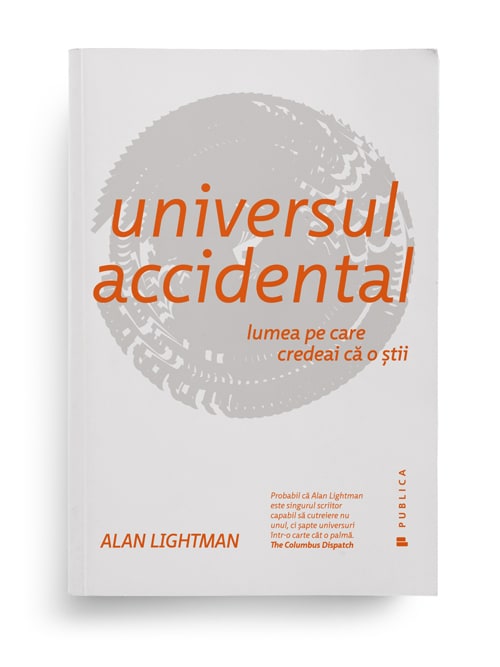 universul
accidental
lumea pe care
credeai că o știi
ALAN LIGHTMAN
Probabil că Alan Lightman
este singurul scriitor
capabil să cutreiere nu
unul, ci șapte universuri
într-o carte cât o palmă.
The Columbus Dispatch
PUBLICA